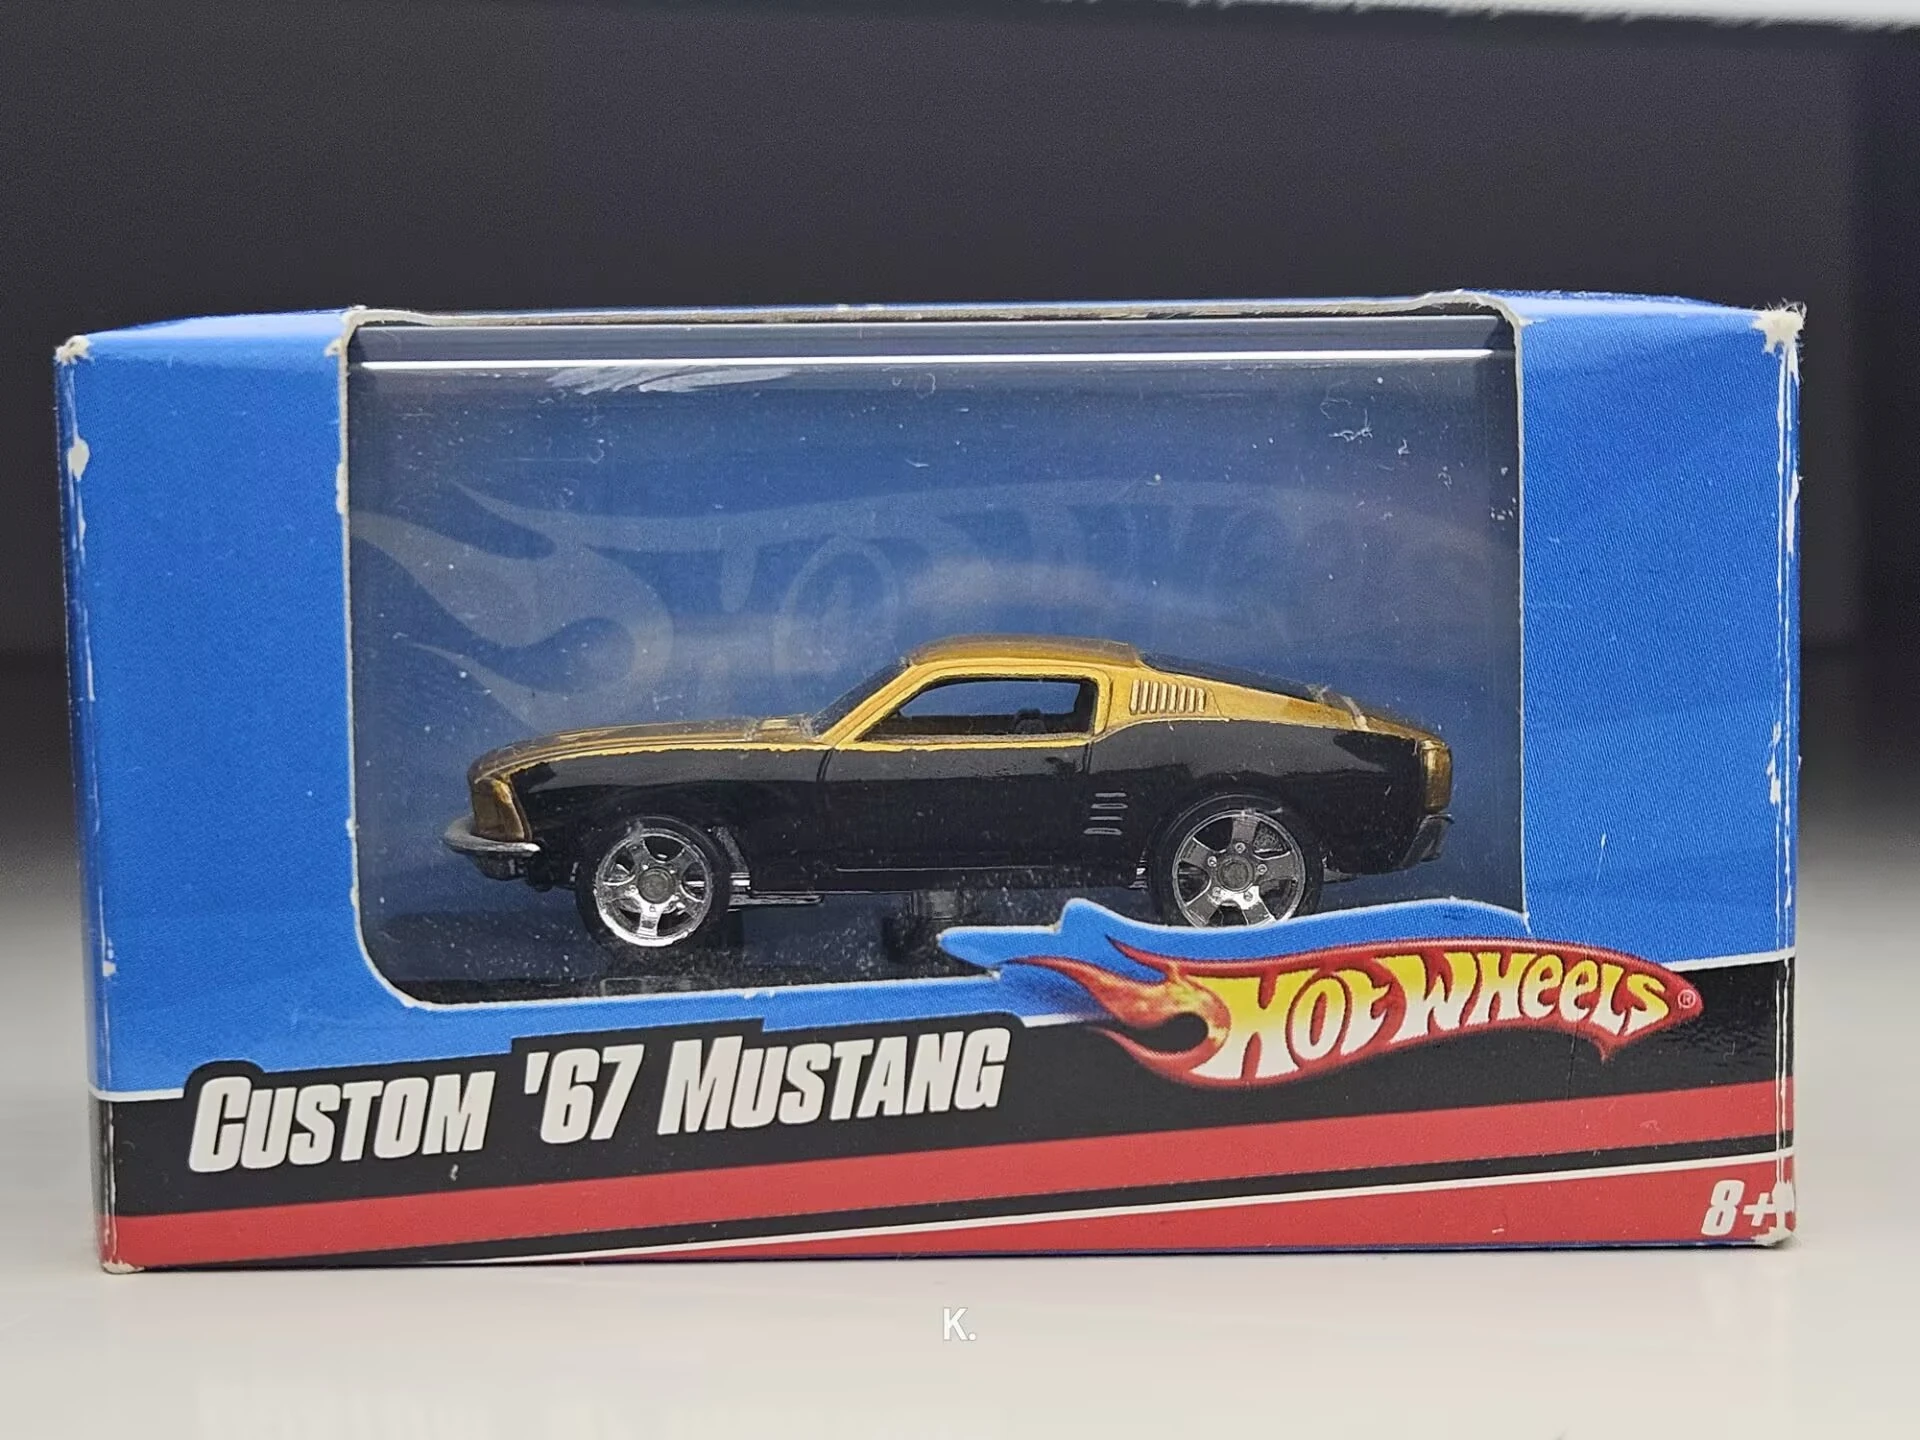 HOT WHEELS ®
CUSTOM '67 MUSTANG
8+
K.